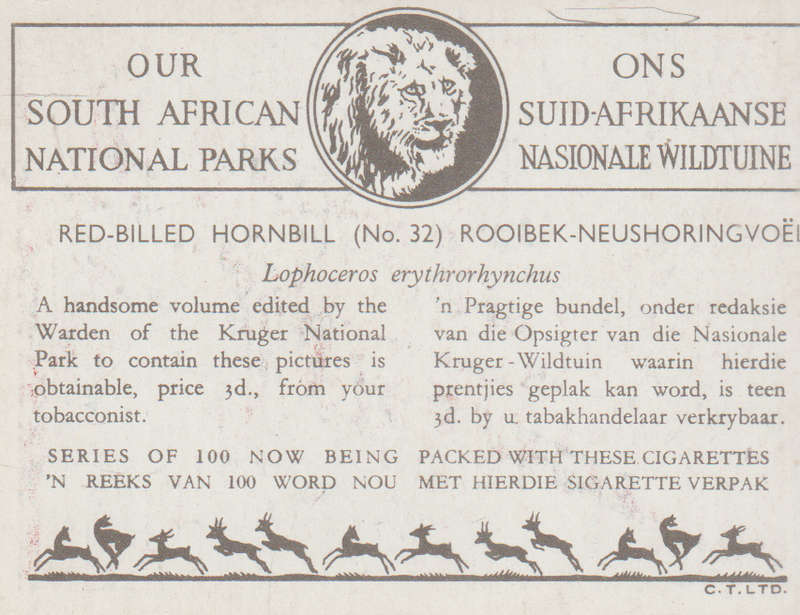 OUR
SOUTH AFRICAN
NATIONAL PARKS
ONS
SUID-AFRIKAANSE
NASIONALE WILDTUINE
RED-BILLED HORNBILL (No. 32) ROOIBEK-NEUSHORINGVOËL
Lophoceros erythrorhynchus
A handsome volume edited by the
Warden of the Kruger National
Park to contain these pictures is
obtainable, price 3d., from your
tobacconist.
'n Pragtige bundel, onder redaksie
van die Opsigter van die Nasionale
Kruger-Wildtuin waarin hierdie
prentjies geplak kan word, is teen
3d. by u tabakhandelaar verkrybaar.
SERIES OF 100 NOW BEING PACKED WITH THESE CIGARETTES
'N REEKS VAN 100 WORD NOU MET HIERDIE SIGARETTE VERPAK
C.T. LTD.